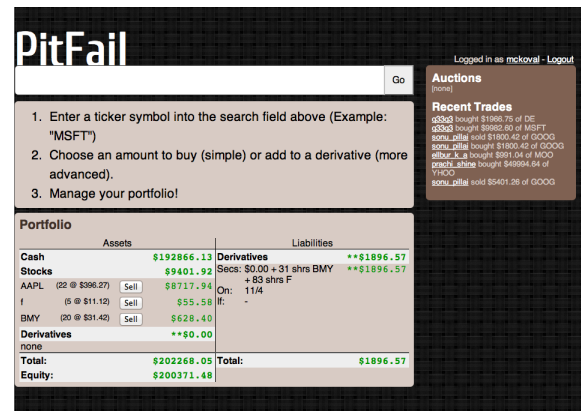 PitFail
Logged in as mckoval - Logout
Go
1. Enter a ticker symbol into the search field above (Example:
"MSFT")
2. Choose an amount to buy (simple) or add to a derivative (more
advanced).
3. Manage your portfolio!
Auctions
[none]
Recent Trades
g33g3 bought $1966.75 of DE
g33g3 bought $9982.60 of MSFT
sonu_pillai sold $1800.42 of GOOG
sonu_pillai bought $1800.42 of GOOG
ellbur_k_a bought $991.04 of MOO
prachi_shine bought $49994.64 of
YHOO
sonu_pillai sold $5401.26 of GOOG
Portfolio
Assets
Cash $192866.13
Stocks $9401.92
AAPL (22 @ $396.27) Sell $8717.94
f (5 @ $11.12) Sell $55.58
BMY (20 @ $31.42) Sell $628.40
Derivatives **$0.00
none
Total: $202268.05
Equity: $200371.48
Liabilities
Derivatives **$1896.57
Secs: $0.00 + 31 shrs BMY **$1896.57
+ 83 shrs F
On: 11/4
If: -
Total: $1896.57